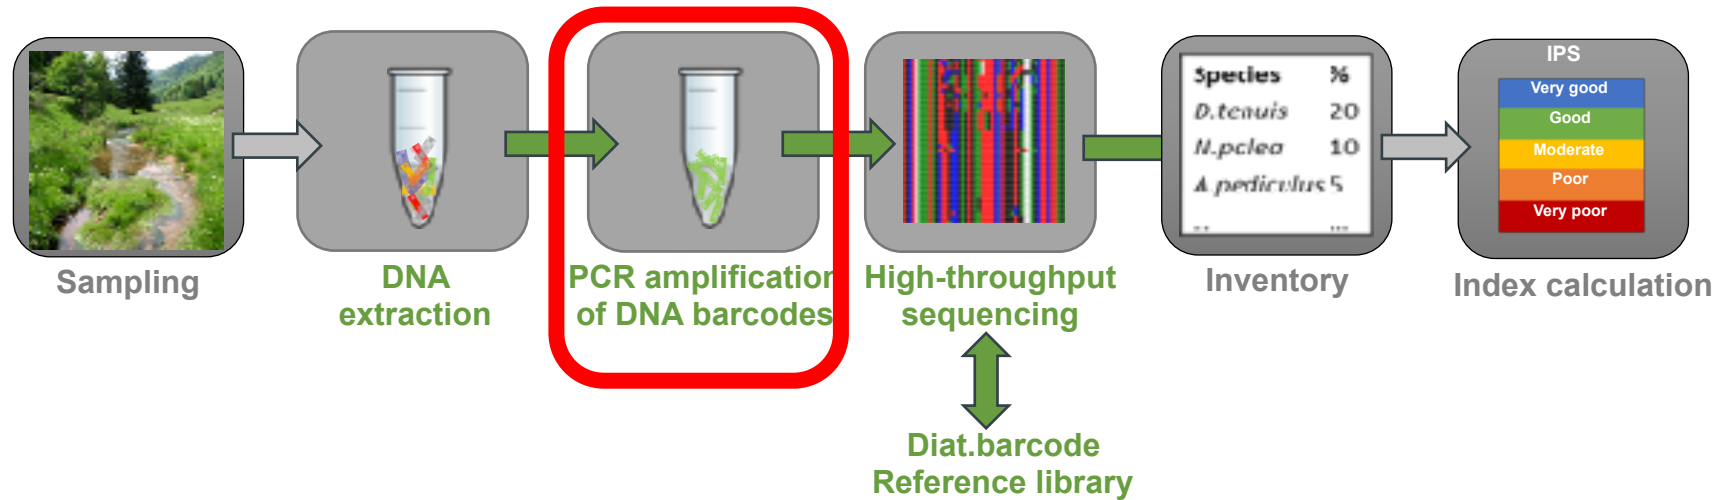 Sampling
DNA
extraction
PCR amplification
of DNA barcodes
High-throughput
sequencing
Diat.barcode
Reference library
Species %
D.tenuis 20
N.palea 10
A.pediculus 5
... ...
Inventory
IPS
Very good
Good
Moderate
Poor
Very poor
Index calculation